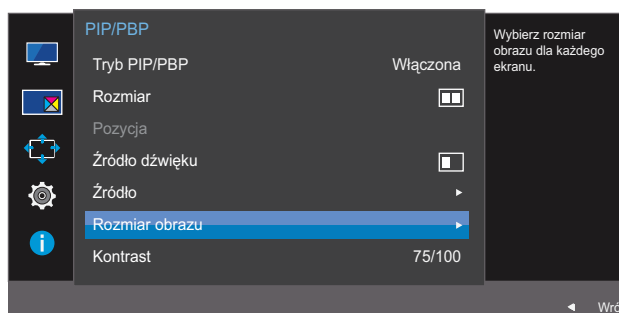 PIP/PBP
Tryb PIP/PBP Włączona
Rozmiar
Pozycja
Źródło dźwięku
Źródło
Rozmiar obrazu
Kontrast 75/100
Wybierz rozmiar
obrazu dla każdego
ekranu.
Wró